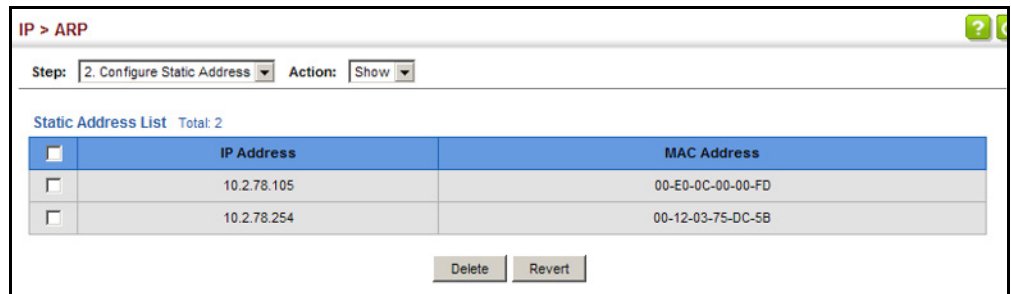 IP > ARP
?
Step: 2. Configure Static Address Action: Show
Static Address List Total: 2
IP Address MAC Address
10.2.78.105 00-E0-0C-00-00-FD
10.2.78.254 00-12-03-75-DC-5B
Delete Revert